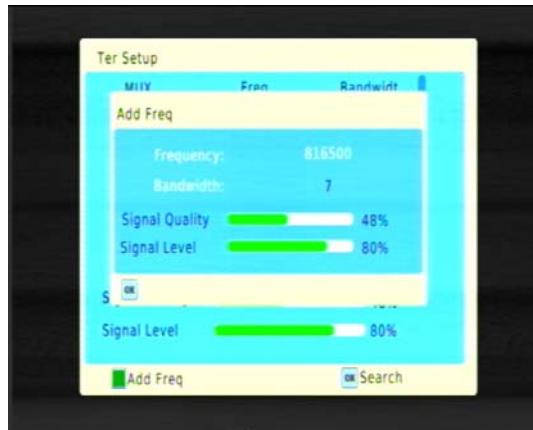 Ter Setup
MUX Freq Bandwidt
Add Freq
Frequency: 816500
Bandwidth: 7
Signal Quality 48%
Signal Level 80%
OK
S
Signal Level 80%
Add Freq OK Search